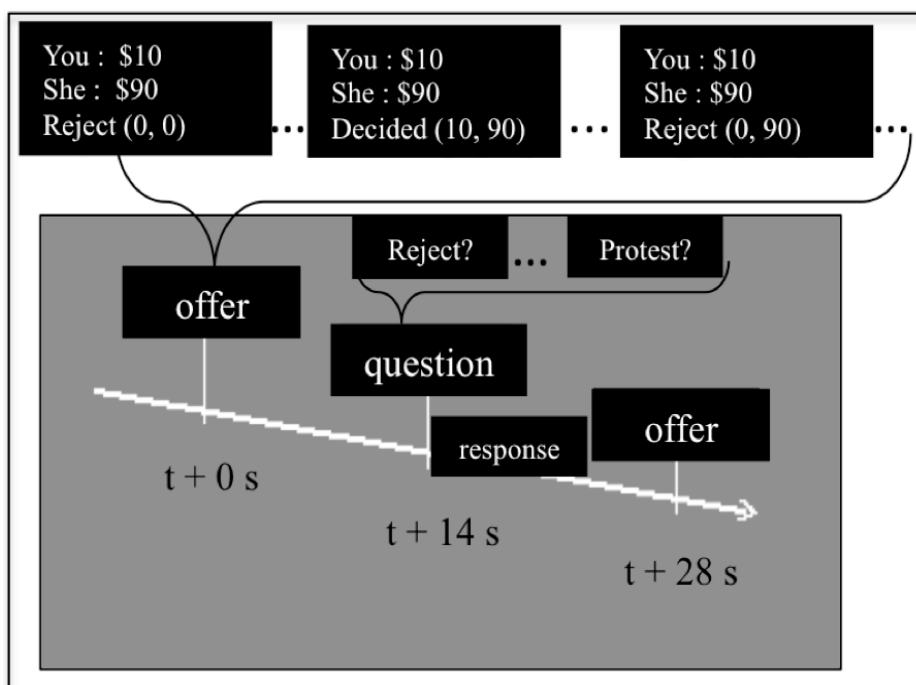 You : $10
She : $90
Reject (0, 0)
...
You : $10
She : $90
Decided (10, 90)
...
You : $10
She : $90
Reject (0, 90)
...
Reject?
...
Protest?
offer
question
response
offer
t + 0 s
t + 14 s
t + 28 s